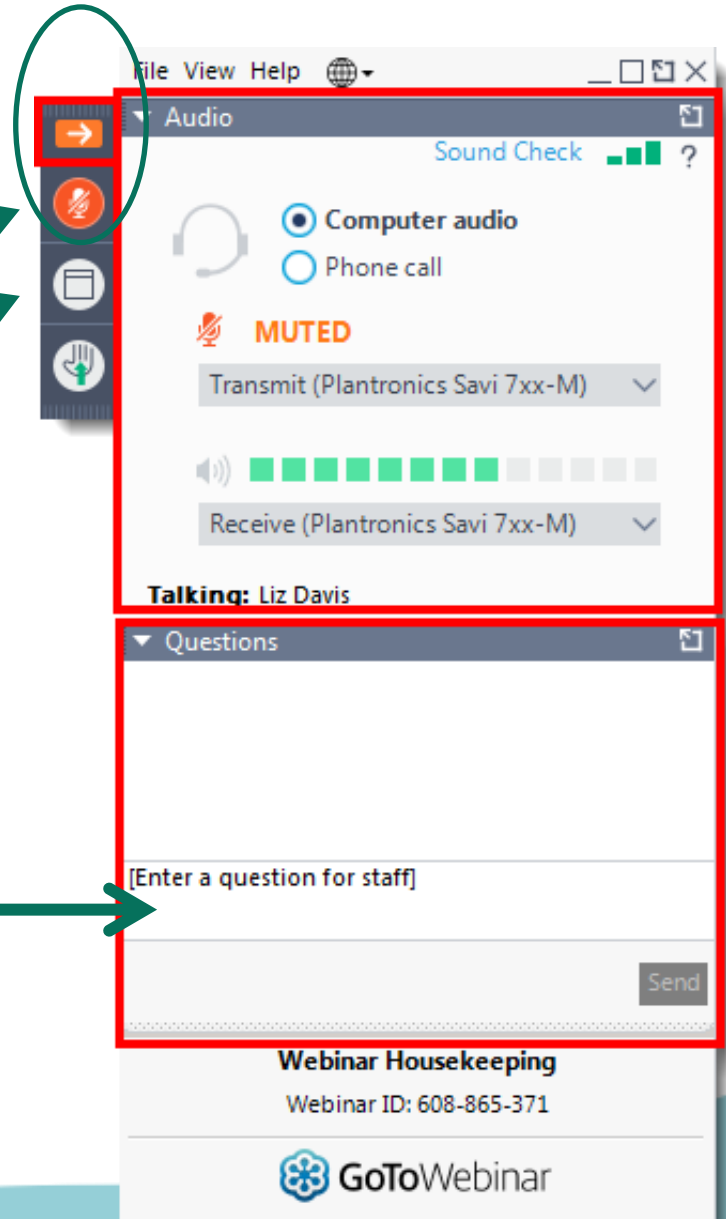 File View Help
Audio
Sound Check ?
Computer audio
Phone call
MUTED
Transmit (Plantronics Savi 7xx-M)
Receive (Plantronics Savi 7xx-M)
Talking: Liz Davis
Questions
[Enter a question for staff]
Send
Webinar Housekeeping
Webinar ID: 608-865-371
GoToWebinar